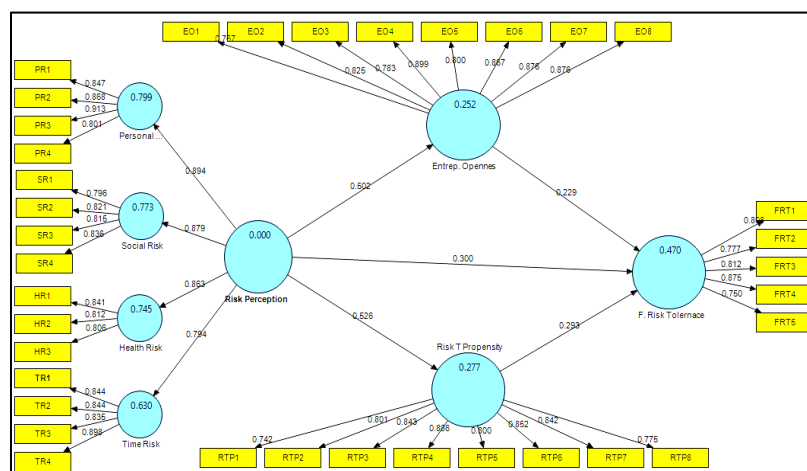 EO1 EO2 EO3 EO4 EO5 EO6 EO7 EO8
0.767 0.825 0.783 0.899 0.800 0.867 0.876 0.876
PR1 0.847
PR2 0.868
PR3 0.913
PR4 0.801
0.799
Personal ...
0.252
Entrep. Opennes
SR1 0.796
SR2 0.821
SR3 0.815
SR4 0.836
0.773
Social Risk
0.894
0.879
0.502
0.229
0.000
Risk Perception
0.300
0.470
F. Risk Tolernace
FRT1
FRT2 0.777
FRT3 0.812
FRT4 0.875
FRT5 0.750
HR1 0.841
HR2 0.812
HR3 0.806
0.745
Health Risk
0.863
0.794
0.526
0.293
Risk T Propensity
0.277
TR1 0.844
TR2 0.844
TR3 0.835
TR4 0.898
0.630
Time Risk
0.742 0.801 0.843 0.886 0.800 0.852 0.842 0.775
RTP1 RTP2 RTP3 RTP4 RTP5 RTP6 RTP7 RTP8